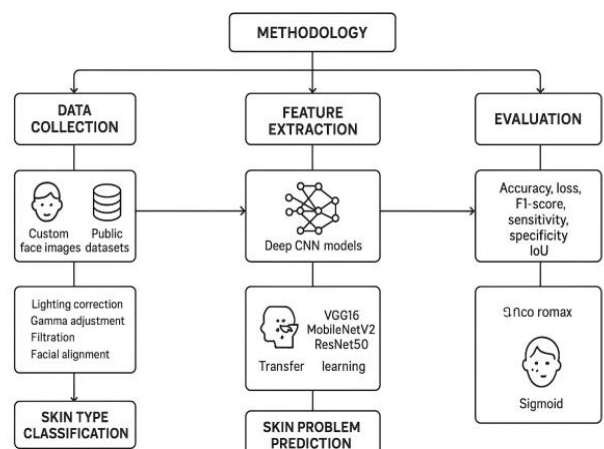 METHODOLOGY
DATA
COLLECTION
FEATURE
EXTRACTION
EVALUATION
Custom
face images
Public
datasets
Deep CNN models
Accuracy, loss,
F1-score,
sensitivity,
specificity
IoU
Lighting correction
Gamma adjustment
Filtration
Facial alignment
VGG16
MobileNetV2
ResNet50
Transfer learning
romax
Sigmoid
SKIN TYPE
CLASSIFICATION
SKIN PROBLEM
PREDICTION